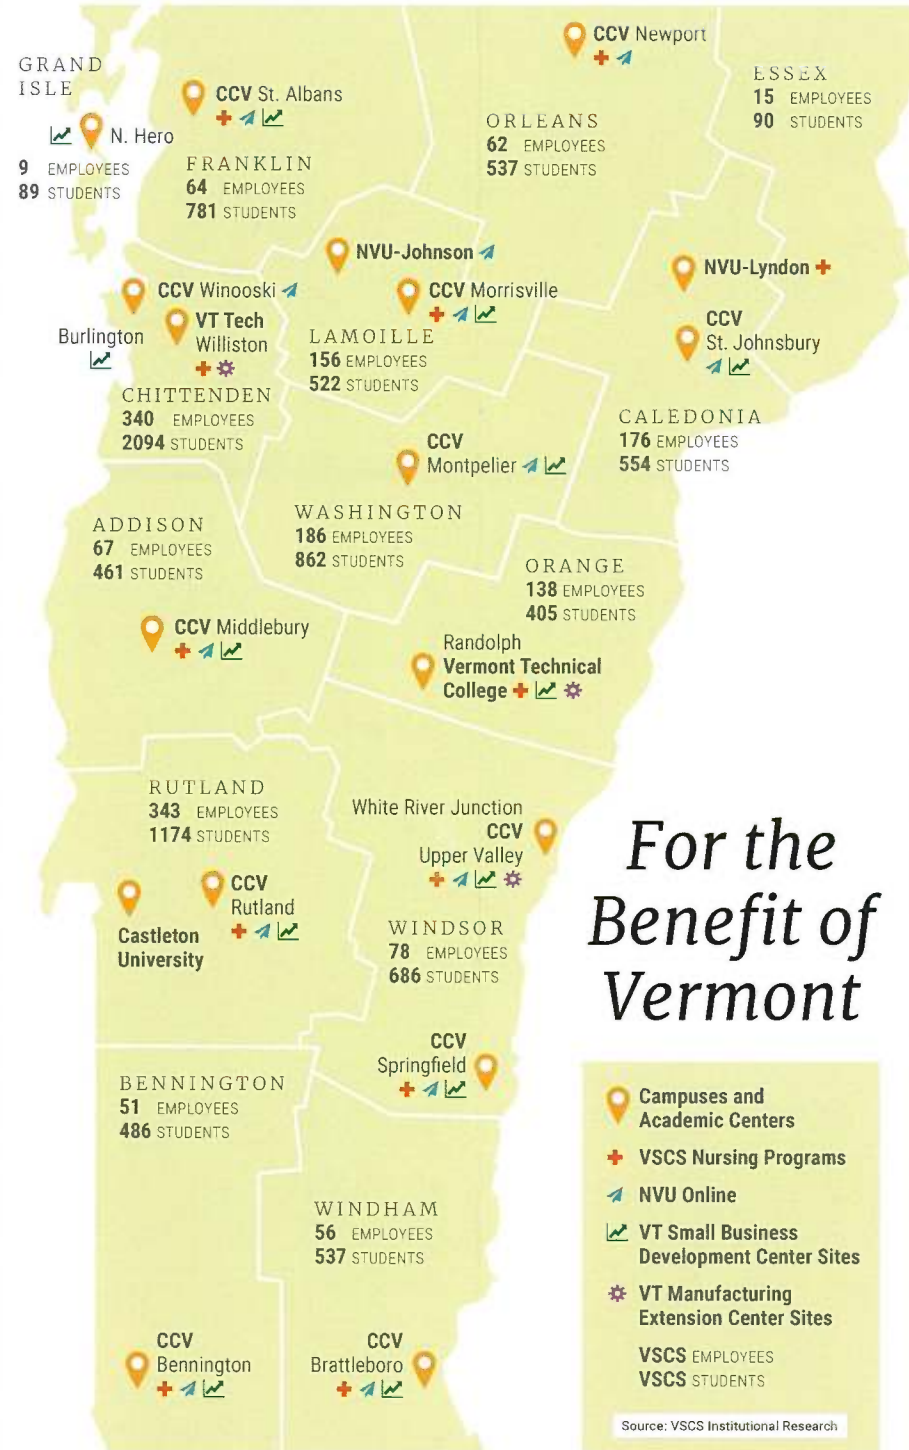 GRAND
ISLE
N. Hero
9 EMPLOYEES
89 STUDENTS
CCV St. Albans
FRANKLIN
64 EMPLOYEES
781 STUDENTS
CCV Newport
ORLEANS
62 EMPLOYEES
537 STUDENTS
ESSEX
15 EMPLOYEES
90 STUDENTS
NVU-Johnson
CCV Morrisville
LAMOILLE
156 EMPLOYEES
522 STUDENTS
NVU-Lyndon
CCV
St. Johnsbury
CALEDONIA
176 EMPLOYEES
554 STUDENTS
CCV Winooski
VT Tech
Williston
Burlington
CHITTENDEN
340 EMPLOYEES
2094 STUDENTS
CCV
Montpelier
WASHINGTON
186 EMPLOYEES
862 STUDENTS
ADDISON
67 EMPLOYEES
461 STUDENTS
CCV Middlebury
ORANGE
138 EMPLOYEES
405 STUDENTS
Randolph
Vermont Technical
College
RUTLAND
343 EMPLOYEES
1174 STUDENTS
CCV
Rutland
Castleton
University
White River Junction
CCV
Upper Valley
WINDSOR
78 EMPLOYEES
686 STUDENTS
CCV
Springfield
BENNINGTON
51 EMPLOYEES
486 STUDENTS
WINDHAM
56 EMPLOYEES
537 STUDENTS
CCV
Bennington
CCV
Brattleboro
For the
Benefit of
Vermont
Campuses and
Academic Centers
VSCS Nursing Programs
NVU Online
VT Small Business
Development Center Sites
VT Manufacturing
Extension Center Sites
VSCS EMPLOYEES
VSCS STUDENTS
Source: VSCS Institutional Research